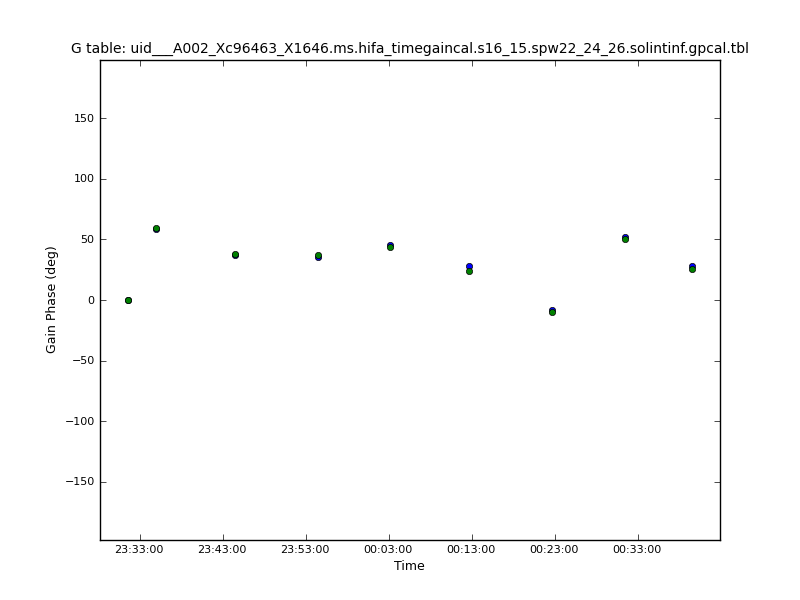 G table: uid___A002_Xc96463_X1646.ms.hifa_timegaincal.s16_15.spw22_24_26.solintinf.gpcal.tbl
150
100
50
0
−50
−100
−150
Gain Phase (deg)
23:33:00 23:43:00 23:53:00 00:03:00 00:13:00 00:23:00 00:33:00
Time